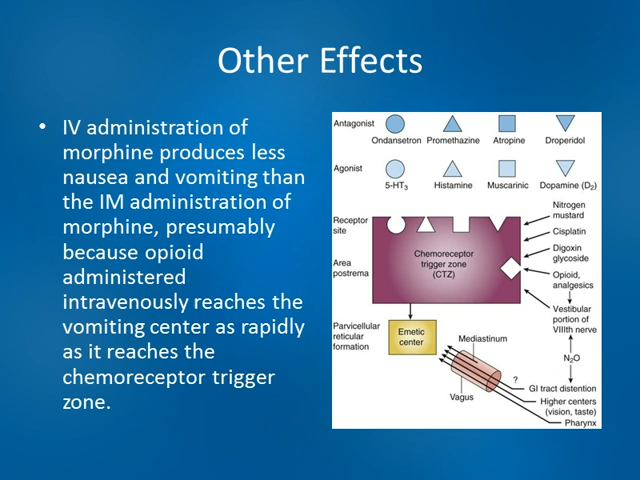 Other Effects
• IV administration of
morphine produces less
nausea and vomiting than
the IM administration of
morphine, presumably
because opioid
administered
intravenously reaches the
vomiting center as rapidly
as it reaches the
chemoreceptor trigger
zone.
Antagonist
Ondansetron Promethazine Atropine Droperidol
Agonist
5-HT3 Histamine Muscarinic Dopamine (D2)
Receptor
site
Area
postrema
Chemoreceptor
trigger zone
(CTZ)
Nitrogen
mustard
Cisplatin
Digoxin
glycoside
Opioid,
analgesics
Vestibular
portion of
VIIIth nerve
N2O
Parvicellular
reticular
formation
Emetic
center
Mediastinum
Vagus
?
GI tract distention
Higher centers
(vision, taste)
Pharynx